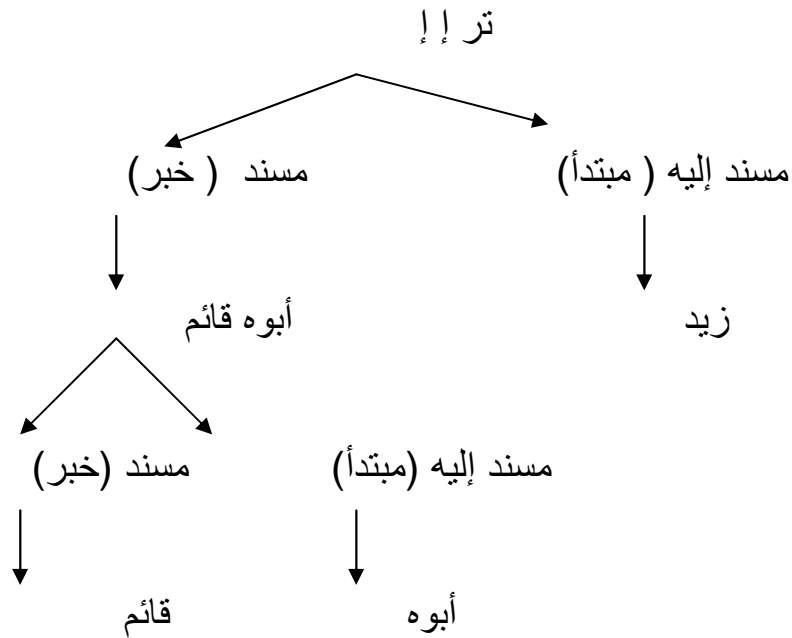 تر إ إ
مسند إليه ( مبتدأ) مسند ( خبر)
زيد أبوه قائم
مسند إليه (مبتدأ) مسند (خبر)
أبوه قائم